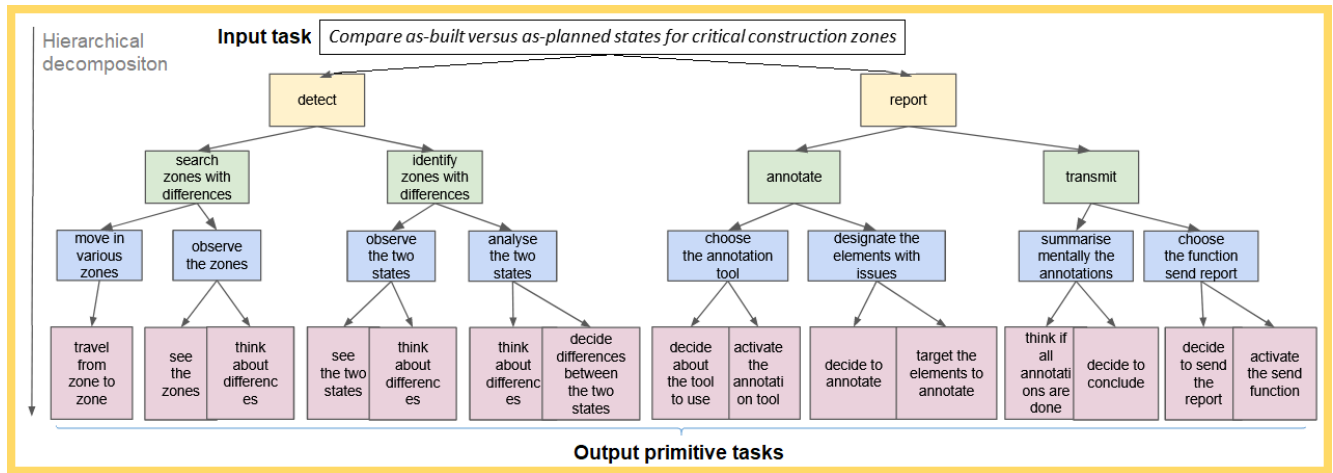 Hierarchical
decompositon
Input task
Compare as-built versus as-planned states for critical construction zones
detect
report
search
zones with
differences
identify
zones with
differences
annotate
transmit
move in
various
zones
observe
the zones
observe
the two
states
analyse
the two
states
choose
the annotation
tool
designate the
elements with
issues
summarise
mentally the
annotations
choose
the function
send report
travel
from
zone to
zone
see
the
zones
think
about
differenc
es
see
the two
states
think
about
differenc
es
think
about
differenc
es
decide
differences
between
the two
states
decide
about
the tool
to use
activate
the
annotati
on tool
decide to
annotate
target the
elements to
annotate
think if
all
annotati
ons are
done
decide to
conclude
decide
to send
the
report
activate
the send
function
Output primitive tasks